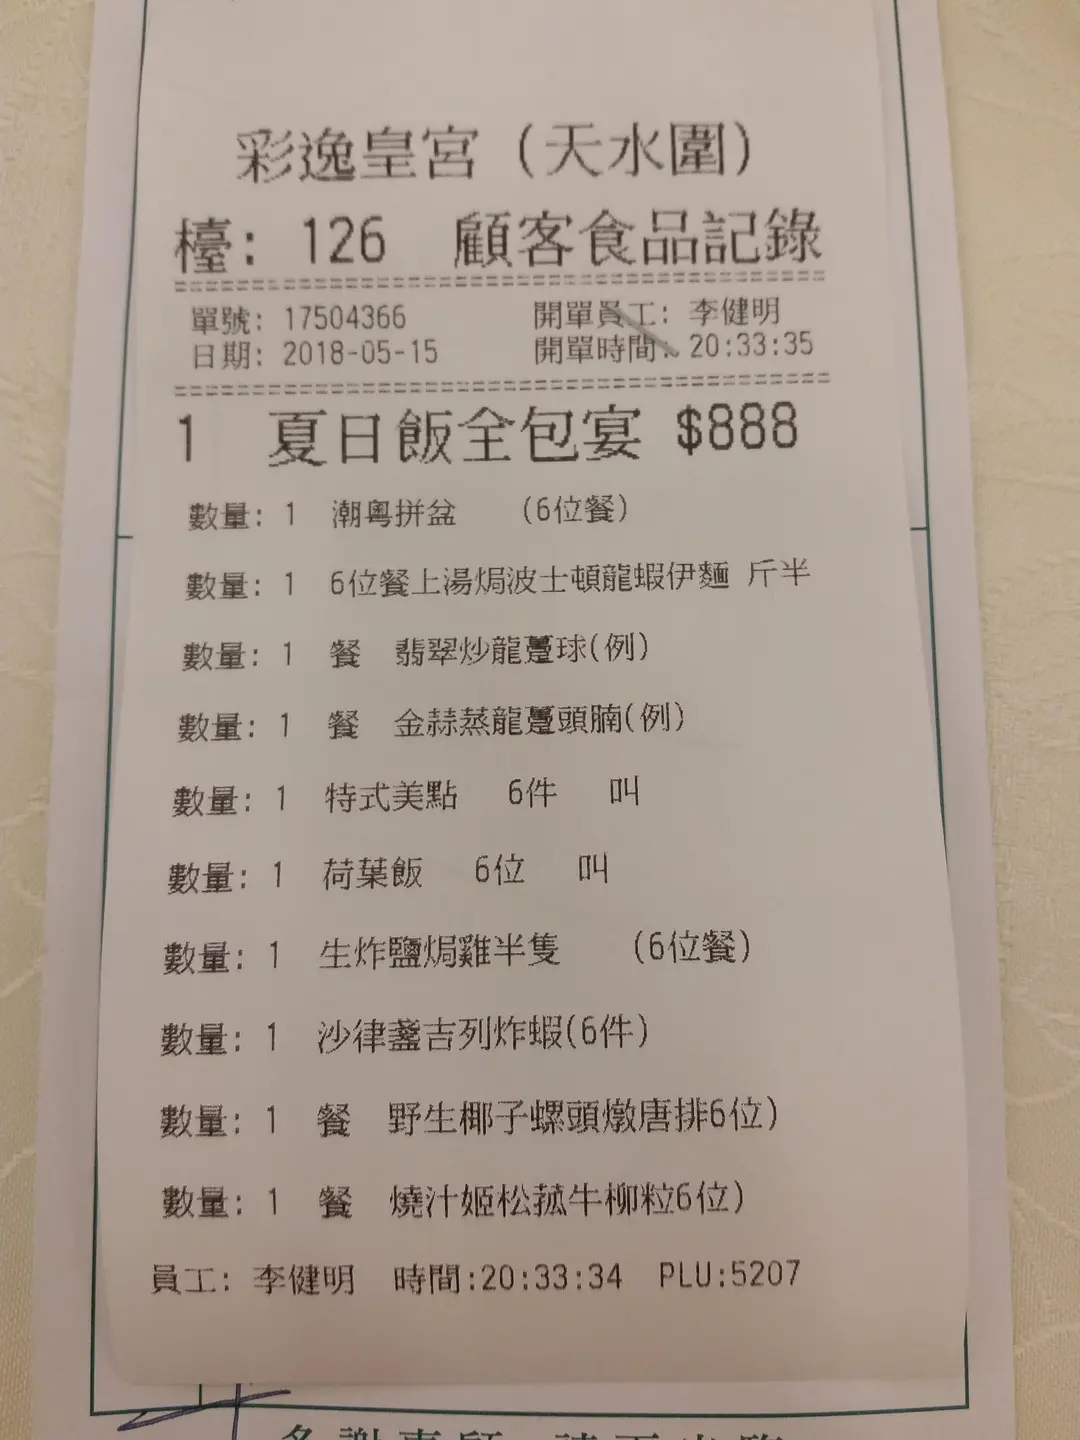 彩逸皇宮（天水圍）
檯: 126 顧客食品記錄
單號: 17504366 開單員工: 李健明
日期: 2018-05-15 開單時間: 20:33:35
1 夏日飯全包宴 $888
數量: 1 潮粵拼盆 (6位餐)
數量: 1 6位餐上湯焗波士頓龍蝦伊麵 斤半
數量: 1 餐 翡翠炒龍躉球(例)
數量: 1 餐 金蒜蒸龍躉頭腩(例)
數量: 1 特式美點 6件 叫
數量: 1 荷葉飯 6位 叫
數量: 1 生炸鹽焗雞半隻 (6位餐)
數量: 1 沙律盞吉列炸蝦(6件)
數量: 1 餐 野生椰子螺頭燉唐排6位)
數量: 1 餐 燒汁姬松菰牛柳粒6位)
員工: 李健明 時間:20:33:34 PLU:5207